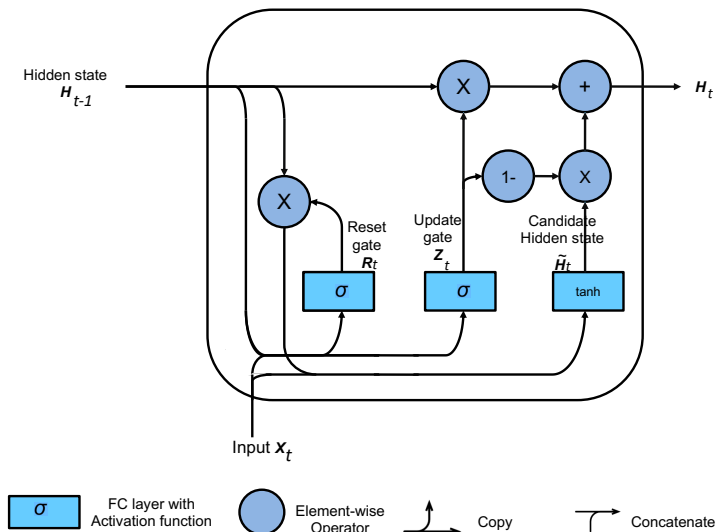 Hidden state
H t-1
X
+
H t
1-
X
X
Reset
gate
R t
Update
gate
Z t
Candidate
Hidden state
H̃ t
σ
σ
tanh
Input X t
σ
FC layer with
Activation function
Element-wise
Operator
Copy
Concatenate